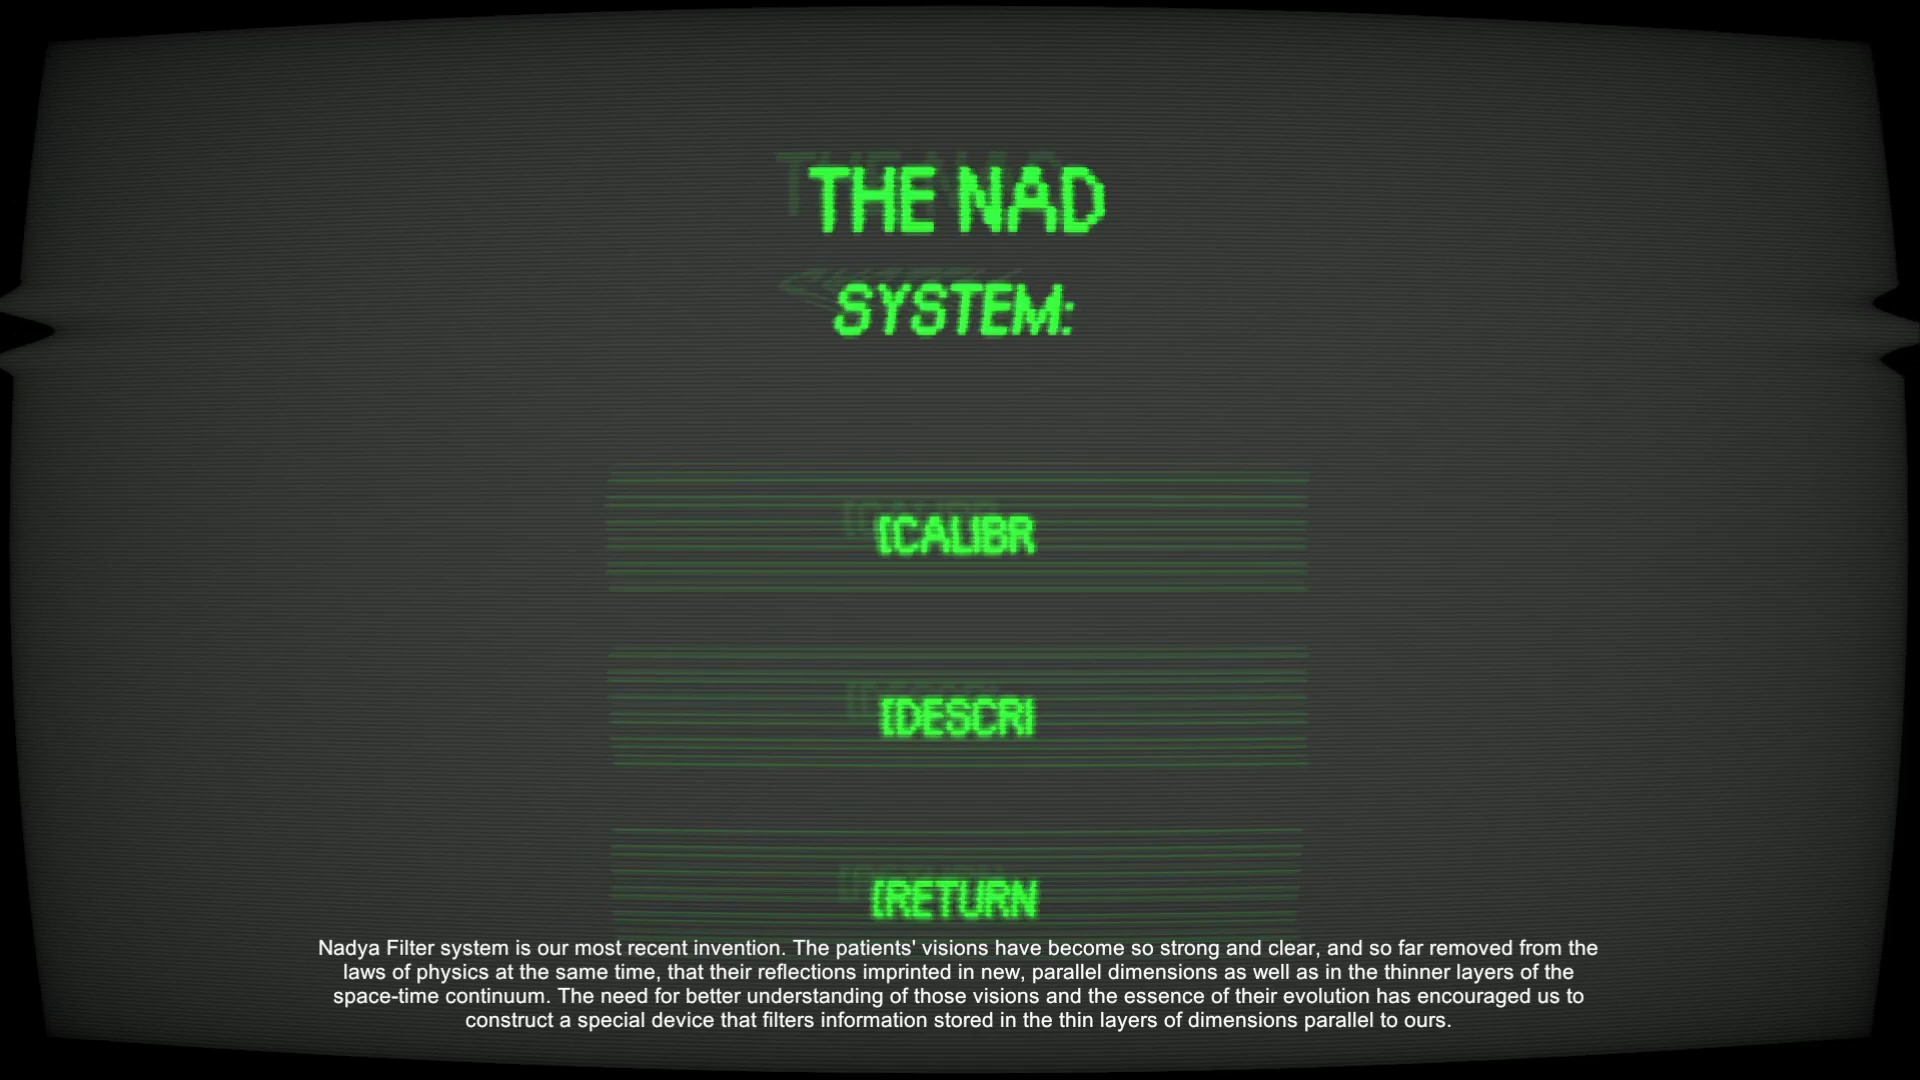 THE NAD
SYSTEM:
[CALIBR
[DESCRI
[RETURN
Nadya Filter system is our most recent invention. The patients' visions have become so strong and clear, and so far removed from the
laws of physics at the same time, that their reflections imprinted in new, parallel dimensions as well as in the thinner layers of the
space-time continuum. The need for better understanding of those visions and the essence of their evolution has encouraged us to
construct a special device that filters information stored in the thin layers of dimensions parallel to ours.